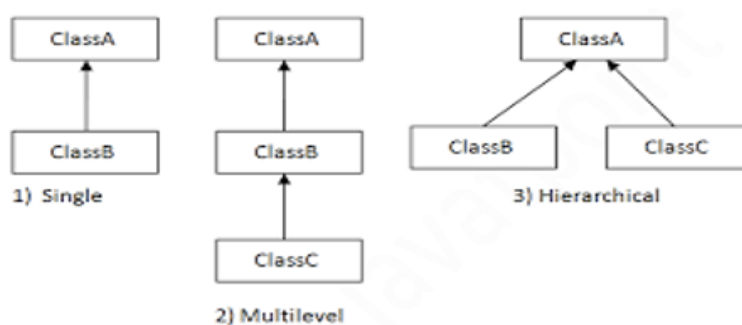 ClassA
ClassB
1) Single
ClassA
ClassB
ClassC
2) Multilevel
ClassA
ClassB
ClassC
3) Hierarchical